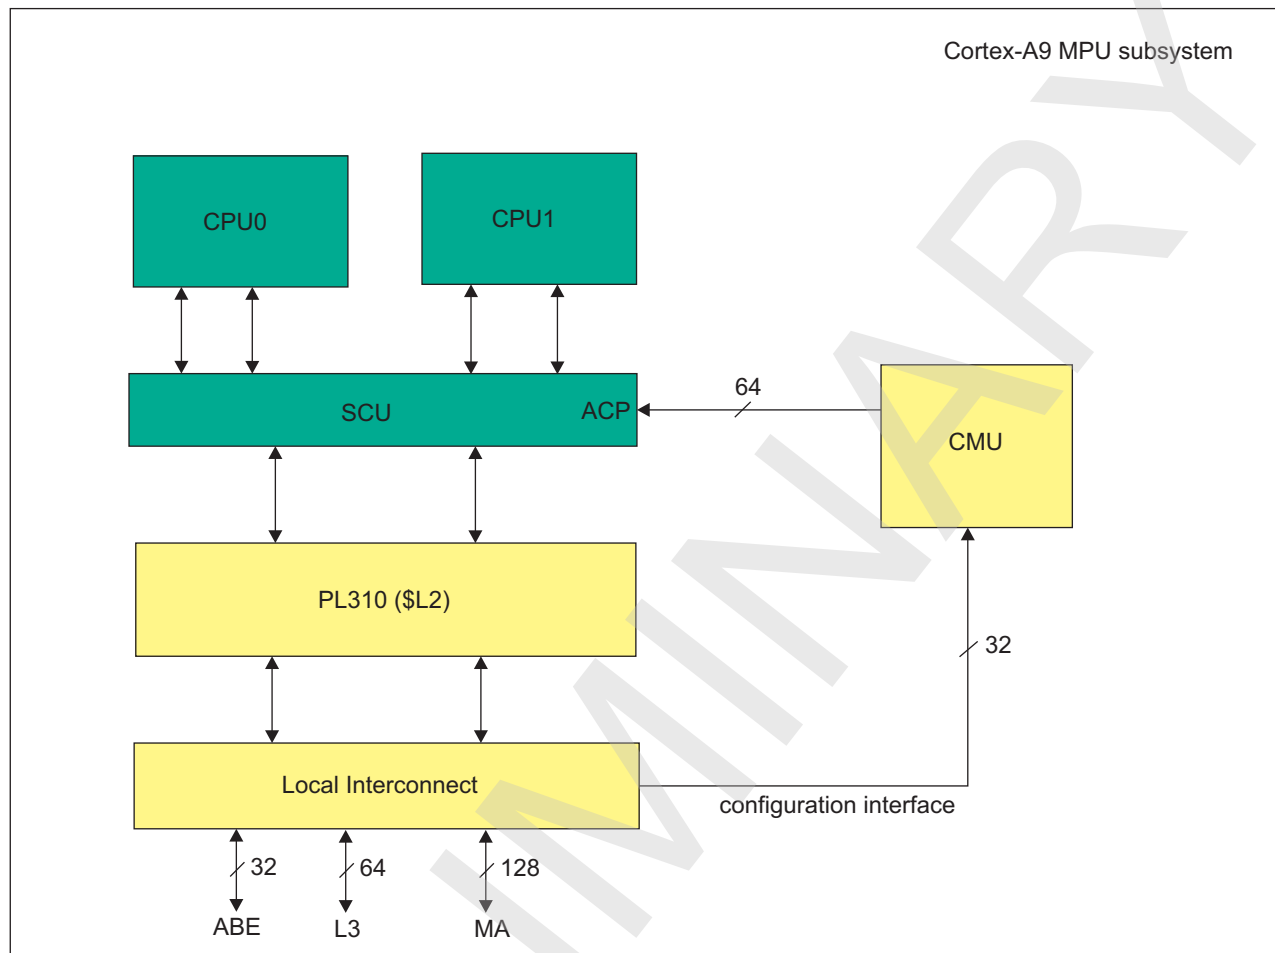 Cortex-A9 MPU subsystem
CPU0
CPU1
64
SCU
ACP
CMU
PL310 ($L2)
32
Local Interconnect
configuration interface
32
64
128
ABE
L3
MA
IMINARY